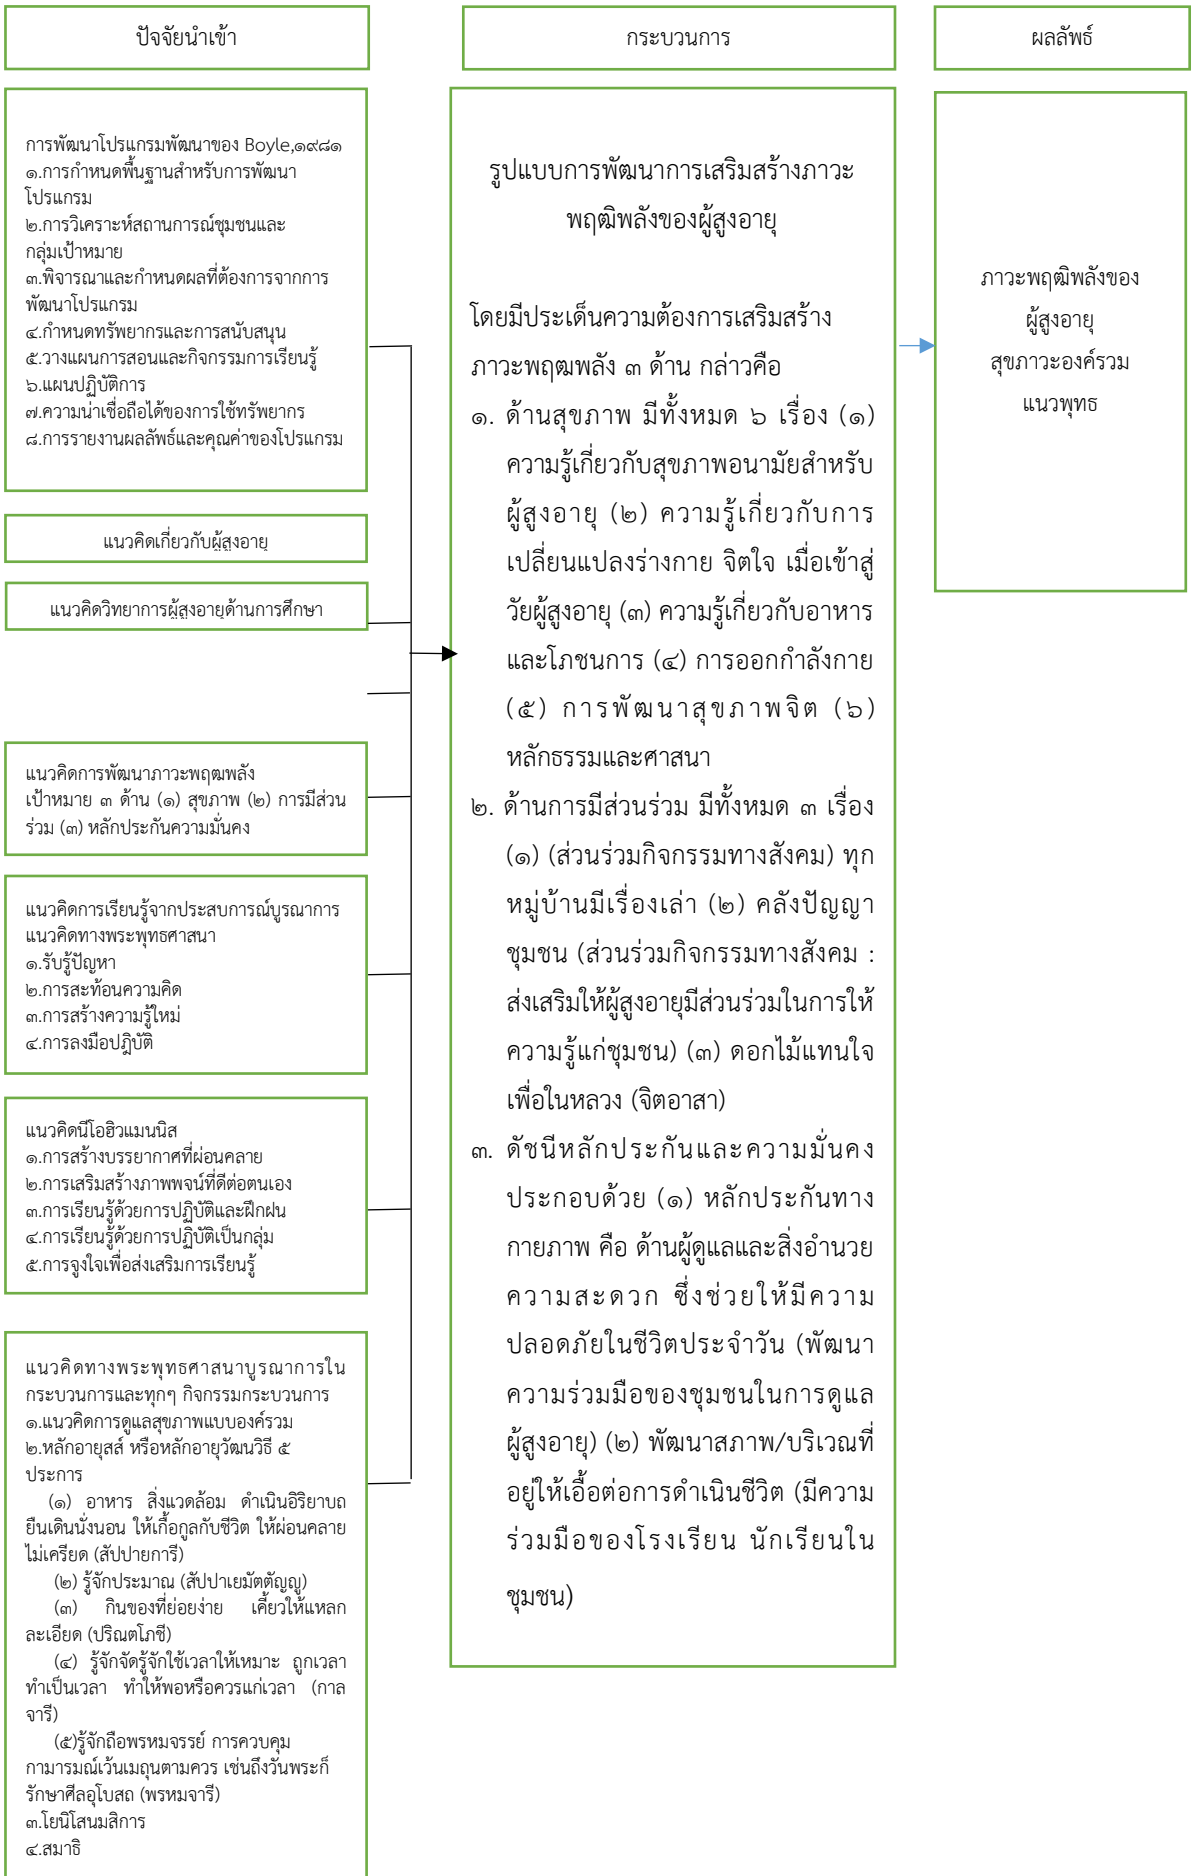 ปัจจัยนำเข้า
กระบวนการ
ผลลัพธ์
การพัฒนาโปรแกรมพัฒนาของ Boyle,๑๙๘๑
๑.การกำหนดพื้นฐานสำหรับการพัฒนา
โปรแกรม
๒.การวิเคราะห์สถานการณ์ชุมชนและ
กลุ่มเป้าหมาย
๓.พิจารณาและกำหนดผลที่ต้องการจากการ
พัฒนาโปรแกรม
๔.กำหนดทรัพยากรและการสนับสนุน
๕.วางแผนการสอนและกิจกรรมการเรียนรู้
๖.แผนปฏิบัติการ
๗.ความน่าเชื่อถือได้ของการใช้ทรัพยากร
๘.การรายงานผลลัพธ์และคุณค่าของโปรแกรม
แนวคิดเกี่ยวกับผู้สูงอายุ
แนวคิดวิทยาการผู้สูงอายุด้านการศึกษา
แนวคิดการพัฒนาภาวะพฤฒพลัง
เป้าหมาย ๓ ด้าน (๑) สุขภาพ (๒) การมีส่วน
ร่วม (๓) หลักประกันความมั่นคง
แนวคิดการเรียนรู้จากประสบการณ์บูรณาการ
แนวคิดทางพระพุทธศาสนา
๑.รับรู้ปัญหา
๒.การสะท้อนความคิด
๓.การสร้างความรู้ใหม่
๔.การลงมือปฎิบัติ
แนวคิดนีโอฮิวแมนนิส
๑.การสร้างบรรยากาศที่ผ่อนคลาย
๒.การเสริมสร้างภาพพจน์ที่ดีต่อตนเอง
๓.การเรียนรู้ด้วยการปฏิบัติและฝึกฝน
๔.การเรียนรู้ด้วยการปฏิบัติเป็นกลุ่ม
๕.การจูงใจเพื่อส่งเสริมการเรียนรู้
แนวคิดทางพระพุทธศาสนาบูรณาการใน
กระบวนการและทุกๆ กิจกรรมกระบวนการ
๑.แนวคิดการดูแลสุขภาพแบบองค์รวม
๒.หลักอายุสส์ หรือหลักอายุวัฒนวิธี ๕
ประการ
(๑) อาหาร สิ่งแวดล้อม ดำเนินอิริยาบถ
ยืนเดินนั่งนอน ให้เกื้อกูลกับชีวิต ให้ผ่อนคลาย
ไม่เครียด (สัปปายการี)
(๒) รู้จักประมาณ (สัปปาเยมัตตัญญู)
(๓) กินของที่ย่อยง่าย เคี้ยวให้แหลก
ละเอียด (ปริณตโภชี)
(๔) รู้จักจัดรู้จักใช้เวลาให้เหมาะ ถูกเวลา
ทำเป็นเวลา ทำให้พอหรือควรแก่เวลา (กาล
จารี)
(๕)รู้จักถือพรหมจรรย์ การควบคุม
กามารมณ์เว้นเมถุนตามควร เช่นถึงวันพระก็
รักษาศีลอุโบสถ (พรหมจารี)
๓.โยนิโสนมสิการ
๔.สมาธิ
รูปแบบการพัฒนาการเสริมสร้างภาวะ
พฤฒิพลังของผู้สูงอายุ
โดยมีประเด็นความต้องการเสริมสร้าง
ภาวะพฤฒพลัง ๓ ด้าน กล่าวคือ
๑. ด้านสุขภาพ มีทั้งหมด ๖ เรื่อง (๑)
ความรู้เกี่ยวกับสุขภาพอนามัยสำหรับ
ผู้สูงอายุ (๒) ความรู้เกี่ยวกับการ
เปลี่ยนแปลงร่างกาย จิตใจ เมื่อเข้าสู่
วัยผู้สูงอายุ (๓) ความรู้เกี่ยวกับอาหาร
และโภชนการ (๔) การออกกำลังกาย
(๕) การพัฒนาสุขภาพจิต (๖)
หลักธรรมและศาสนา
๒. ด้านการมีส่วนร่วม มีทั้งหมด ๓ เรื่อง
(๑) (ส่วนร่วมกิจกรรมทางสังคม) ทุก
หมู่บ้านมีเรื่องเล่า (๒) คลังปัญญา
ชุมชน (ส่วนร่วมกิจกรรมทางสังคม :
ส่งเสริมให้ผู้สูงอายุมีส่วนร่วมในการให้
ความรู้แก่ชุมชน) (๓) ดอกไม้แทนใจ
เพื่อในหลวง (จิตอาสา)
๓. ดัชนีหลักประกันและความมั่นคง
ประกอบด้วย (๑) หลักประกันทาง
กายภาพ คือ ด้านผู้ดูแลและสิ่งอำนวย
ความสะดวก ซึ่งช่วยให้มีความ
ปลอดภัยในชีวิตประจำวัน (พัฒนา
ความร่วมมือของชุมชนในการดูแล
ผู้สูงอายุ) (๒) พัฒนาสภาพ/บริเวณที่
อยู่ให้เอื้อต่อการดำเนินชีวิต (มีความ
ร่วมมือของโรงเรียน นักเรียนใน
ชุมชน)
ภาวะพฤฒิพลังของ
ผู้สูงอายุ
สุขภาวะองค์รวม
แนวพุทธ